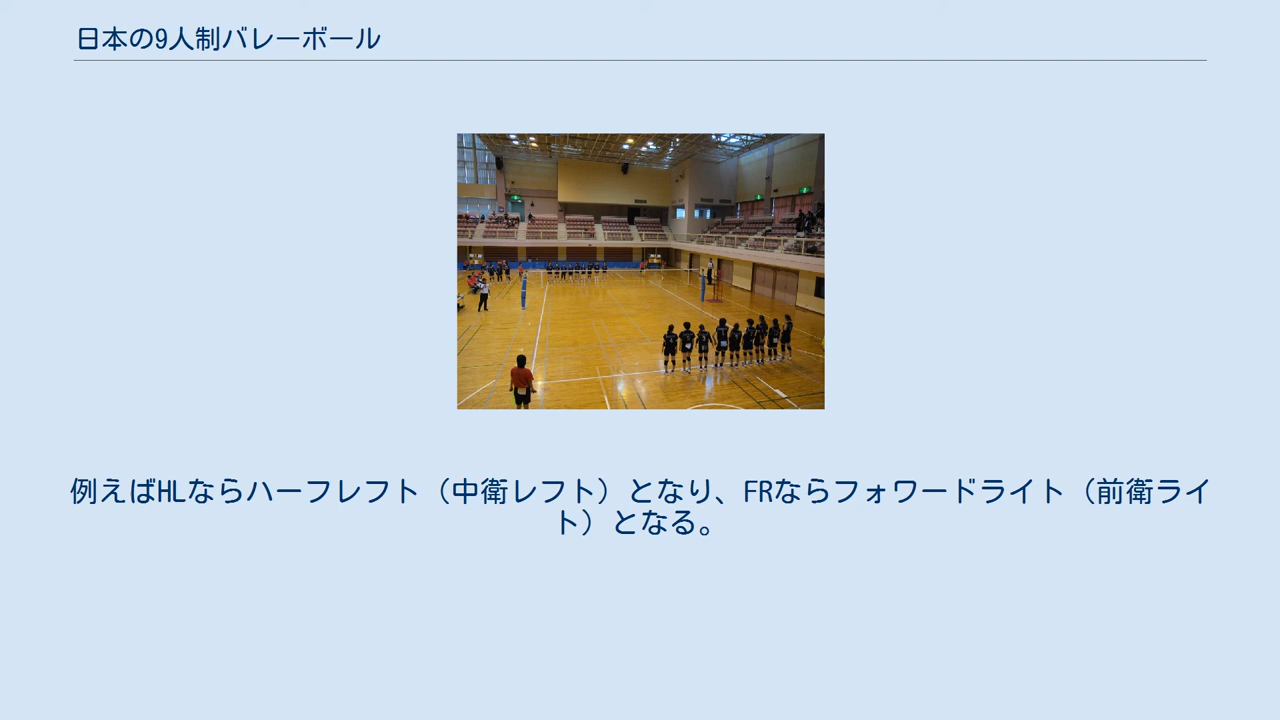 日本の9人制バレーボール
例えばHLならハーフレフト（中衛レフト）となり、FRならフォワードライト（前衛ライ
ト）となる。